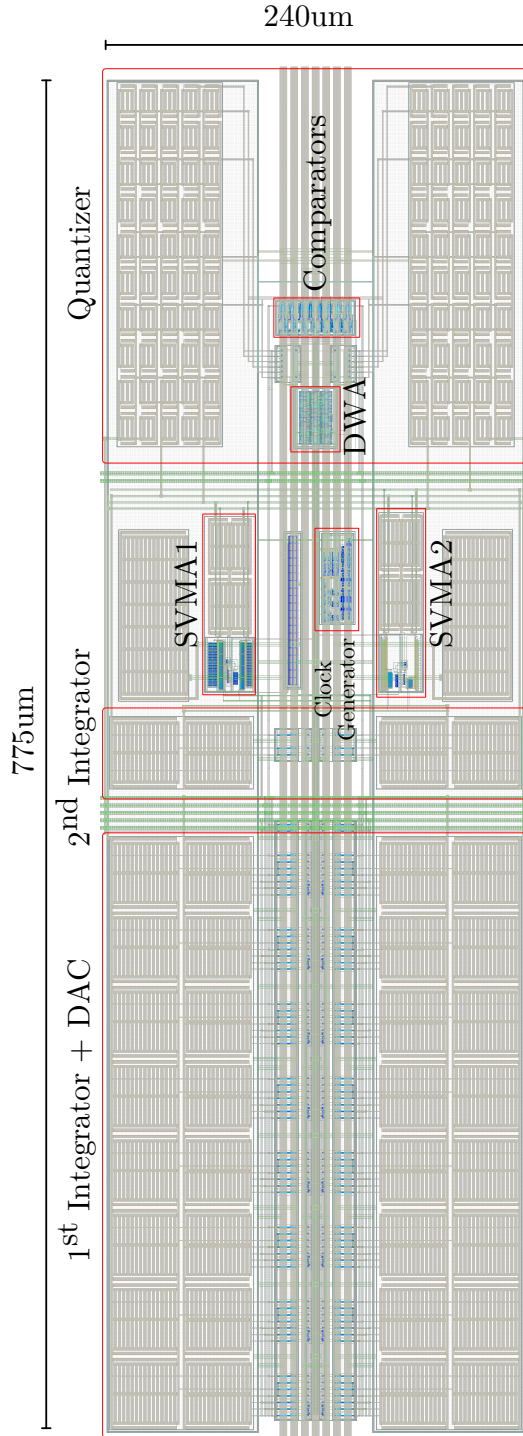 240um
775um
Quantizer
Comparators
DWA
SVMA1
SVMA2
Clock
Generator
2nd Integrator
1st Integrator + DAC